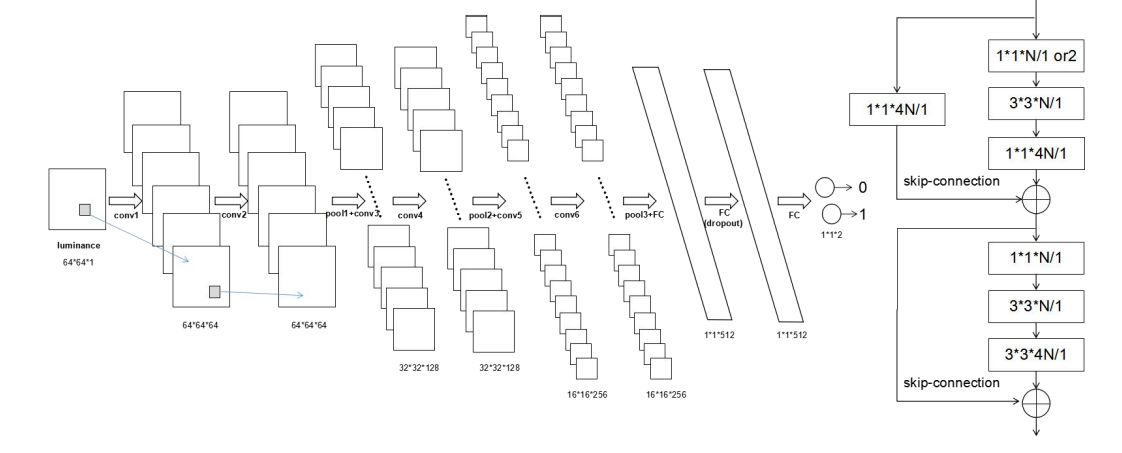 luminance
64*64*1
conv1
64*64*64
conv2
64*64*64
pool1+conv3
32*32*128
conv4
32*32*128
pool2+conv5
16*16*256
conv6
16*16*256
pool3+FC
1*1*512
FC
(dropout)
1*1*512
FC
0
1
1*1*2
1*1*4N/1
1*1*N/1 or2
3*3*N/1
1*1*4N/1
skip-connection
1*1*N/1
3*3*N/1
3*3*4N/1
skip-connection